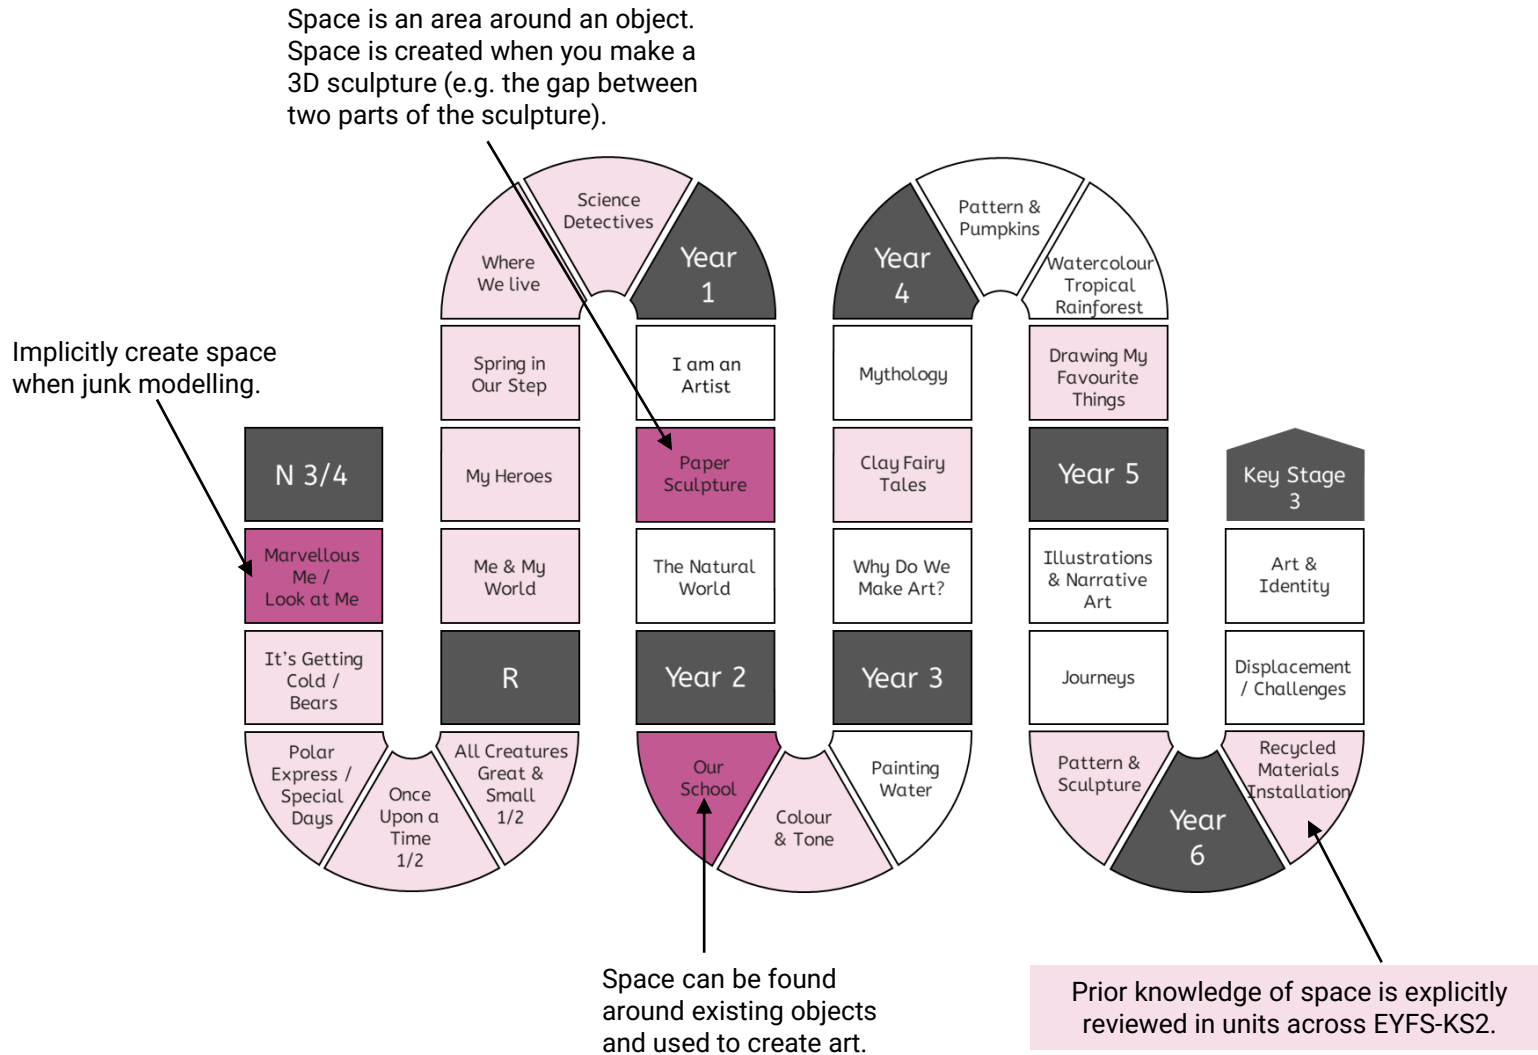 Space is an area around an object.
Space is created when you make a
3D sculpture (e.g. the gap between
two parts of the sculpture).
Implicitly create space
when junk modelling.
N 3/4
Marvellous
Me /
Look at Me
It's Getting
Cold /
Bears
Polar
Express /
Special
Days
Once
Upon a
Time
1/2
All Creatures
Great &
Small
1/2
R
Me & My
World
My Heroes
Spring in
Our Step
Where
We live
Science
Detectives
Year
1
I am an
Artist
Paper
Sculpture
The Natural
World
Year 2
Our
School
Colour
& Tone
Painting
Water
Year 3
Why Do We
Make Art?
Clay Fairy
Tales
Mythology
Year
4
Pattern &
Pumpkins
Watercolour
Tropical
Rainforest
Drawing My
Favourite
Things
Year 5
Illustrations
& Narrative
Art
Journeys
Pattern &
Sculpture
Year
6
Recycled
Materials
Installation
Displacement
/ Challenges
Art &
Identity
Key Stage
3
Space can be found
around existing objects
and used to create art.
Prior knowledge of space is explicitly
reviewed in units across EYFS-KS2.